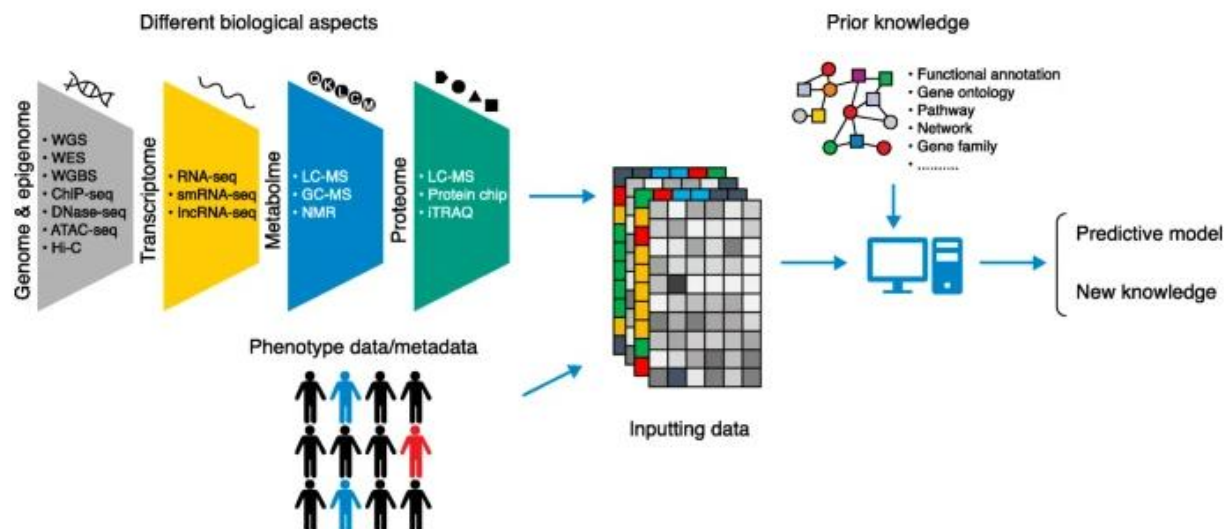 Different biological aspects
Prior knowledge
Genome & epigenome
• WGS
• WES
• WGBS
• ChIP-seq
• DNase-seq
• ATAC-seq
• Hi-C
Transcriptome
• RNA-seq
• smRNA-seq
• lncRNA-seq
Metabolme
Q K L C M
• LC-MS
• GC-MS
• NMR
Proteome
• LC-MS
• Protein chip
• iTRAQ
• Functional annotation
• Gene ontology
• Pathway
• Network
• Gene family
• ..........
Phenotype data/metadata
Inputting data
Predictive model
New knowledge